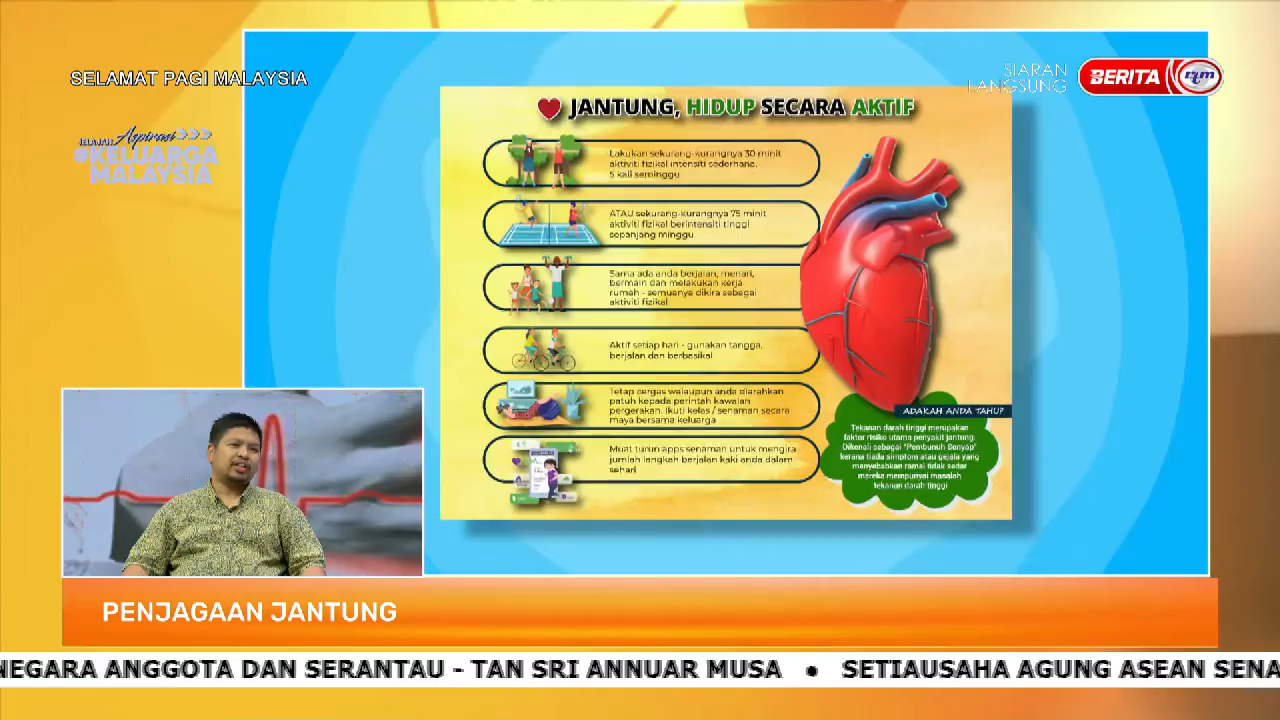 SELAMAT PAGI MALAYSIA
SIARAN
LANGSUNG
BERITA rtm
JELAJAH Aspirasi
#KELUARGA
MALAYSIA
JANTUNG, HIDUP SECARA AKTIF
Lakukan sekurang-kurangnya 30 minit
aktiviti fizikal intensiti sederhana,
5 kali seminggu
ATAU sekurang-kurangnya 75 minit
aktiviti fizikal berintensiti tinggi
sepanjang minggu
Sama ada anda berjalan, menari,
bermain dan melakukan kerja
rumah - semuanya dikira sebagai
aktiviti fizikal
Aktif setiap hari - gunakan tangga,
berjalan dan berbasikal
Tetap cergas walaupun anda diarahkan
patuh kepada perintah kawalan
pergerakan. Ikuti kelas / senaman secara
maya bersama keluarga
Muat turun apps senaman untuk mengira
jumlah langkah berjalan kaki anda dalam
sehari
ADAKAH ANDA TAHU?
Tekanan darah tinggi merupakan
faktor risiko utama penyakit jantung.
Dikenali sebagai "Pembunuh Senyap"
kerana tiada simptom atau gejala yang
menyebabkan ramai tidak sedar
mereka mempunyai masalah
tekanan darah tinggi
PENJAGAAN JANTUNG
NEGARA ANGGOTA DAN SERANTAU - TAN SRI ANNUAR MUSA • SETIAUSAHA AGUNG ASEAN SENA